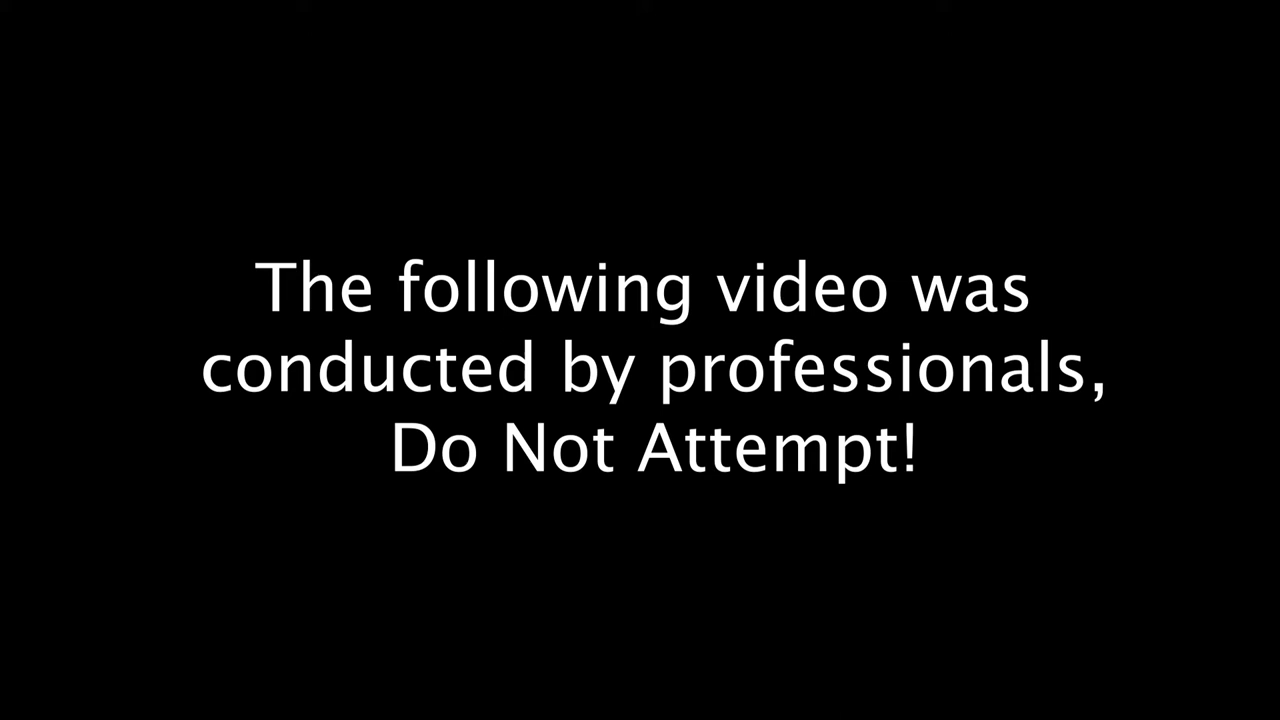 The following video was
conducted by professionals,
Do Not Attempt!